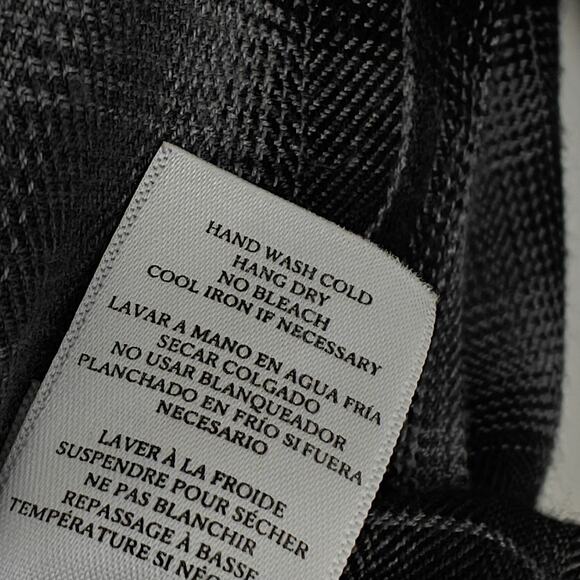 HAND WASH COLD
HANG DRY
NO BLEACH
COOL IRON IF NECESSARY
LAVAR A MANO EN AGUA FRÍA
SECAR COLGADO
NO USAR BLANQUEADOR
PLANCHADO EN FRÍO SI FUERA
NECESARIO
LAVER À LA FROIDE
SUSPENDRE POUR SÉCHER
NE PAS BLANCHIR
REPASSAGE À BASSE
TEMPÉRATURE SI